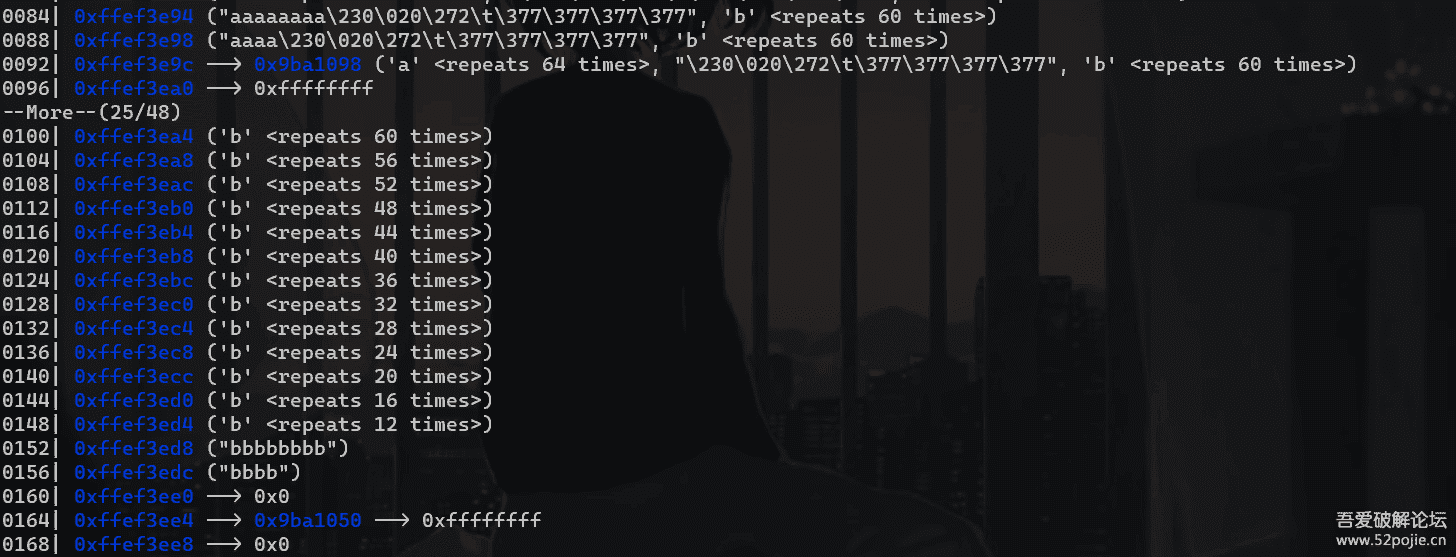 0084| 0xffef3e94 ("aaaaaaaa\230\020\272\t\377\377\377\377", 'b' <repeats 60 times>)
0088| 0xffef3e98 ("aaaa\230\020\272\t\377\377\377\377", 'b' <repeats 60 times>)
0092| 0xffef3e9c --> 0x9ba1098 ('a' <repeats 64 times>, "\230\020\272\t\377\377\377\377", 'b' <repeats 60 times>)
0096| 0xffef3ea0 --> 0xffffffff
--More--(25/48)
0100| 0xffef3ea4 ('b' <repeats 60 times>)
0104| 0xffef3ea8 ('b' <repeats 56 times>)
0108| 0xffef3eac ('b' <repeats 52 times>)
0112| 0xffef3eb0 ('b' <repeats 48 times>)
0116| 0xffef3eb4 ('b' <repeats 44 times>)
0120| 0xffef3eb8 ('b' <repeats 40 times>)
0124| 0xffef3ebc ('b' <repeats 36 times>)
0128| 0xffef3ec0 ('b' <repeats 32 times>)
0132| 0xffef3ec4 ('b' <repeats 28 times>)
0136| 0xffef3ec8 ('b' <repeats 24 times>)
0140| 0xffef3ecc ('b' <repeats 20 times>)
0144| 0xffef3ed0 ('b' <repeats 16 times>)
0148| 0xffef3ed4 ('b' <repeats 12 times>)
0152| 0xffef3ed8 ("bbbbbbbb")
0156| 0xffef3edc ("bbbb")
0160| 0xffef3ee0 --> 0x0
0164| 0xffef3ee4 --> 0x9ba1050 --> 0xffffffff
0168| 0xffef3ee8 --> 0x0
吾爱破解论坛
www.52pojie.cn